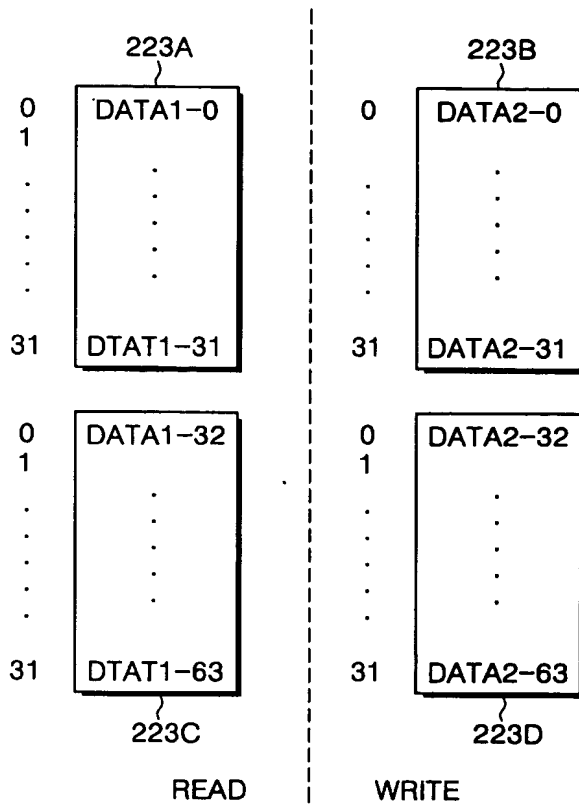 223A 223B
0 DATA1-0 0 DATA2-0
1
31 DTAT1-31 31 DATA2-31
0 DATA1-32 0 DATA2-32
1 1
31 DTAT1-63 31 DATA2-63
223C 223D
READ WRITE